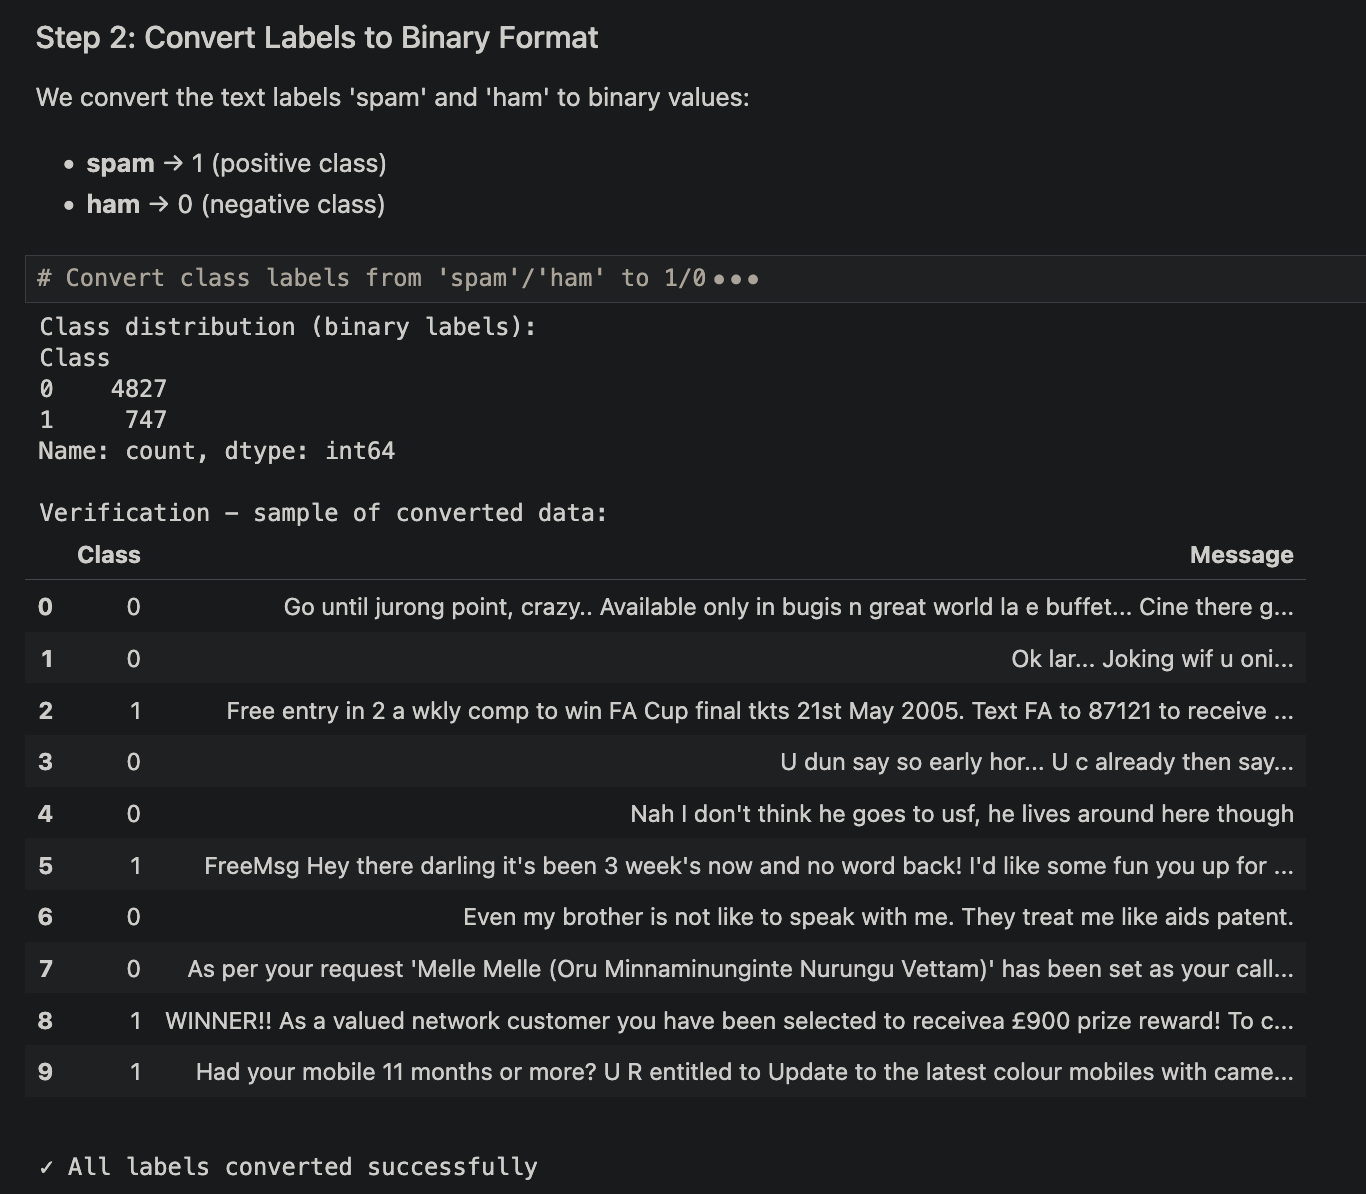 Step 2: Convert Labels to Binary Format
We convert the text labels 'spam' and 'ham' to binary values:
• spam → 1 (positive class)
• ham → 0 (negative class)
# Convert class labels from 'spam'/'ham' to 1/0•••
Class distribution (binary labels):
Class
0    4827
1     747
Name: count, dtype: int64
Verification – sample of converted data:
Class Message
0 0 Go until jurong point, crazy.. Available only in bugis n great world la e buffet... Cine there g...
1 0 Ok lar... Joking wif u oni...
2 1 Free entry in 2 a wkly comp to win FA Cup final tkts 21st May 2005. Text FA to 87121 to receive ...
3 0 U dun say so early hor... U c already then say...
4 0 Nah I don't think he goes to usf, he lives around here though
5 1 FreeMsg Hey there darling it's been 3 week's now and no word back! I'd like some fun you up for ...
6 0 Even my brother is not like to speak with me. They treat me like aids patent.
7 0 As per your request 'Melle Melle (Oru Minnaminunginte Nurungu Vettam)' has been set as your call...
8 1 WINNER!! As a valued network customer you have been selected to receivea £900 prize reward! To c...
9 1 Had your mobile 11 months or more? U R entitled to Update to the latest colour mobiles with came...
✓ All labels converted successfully